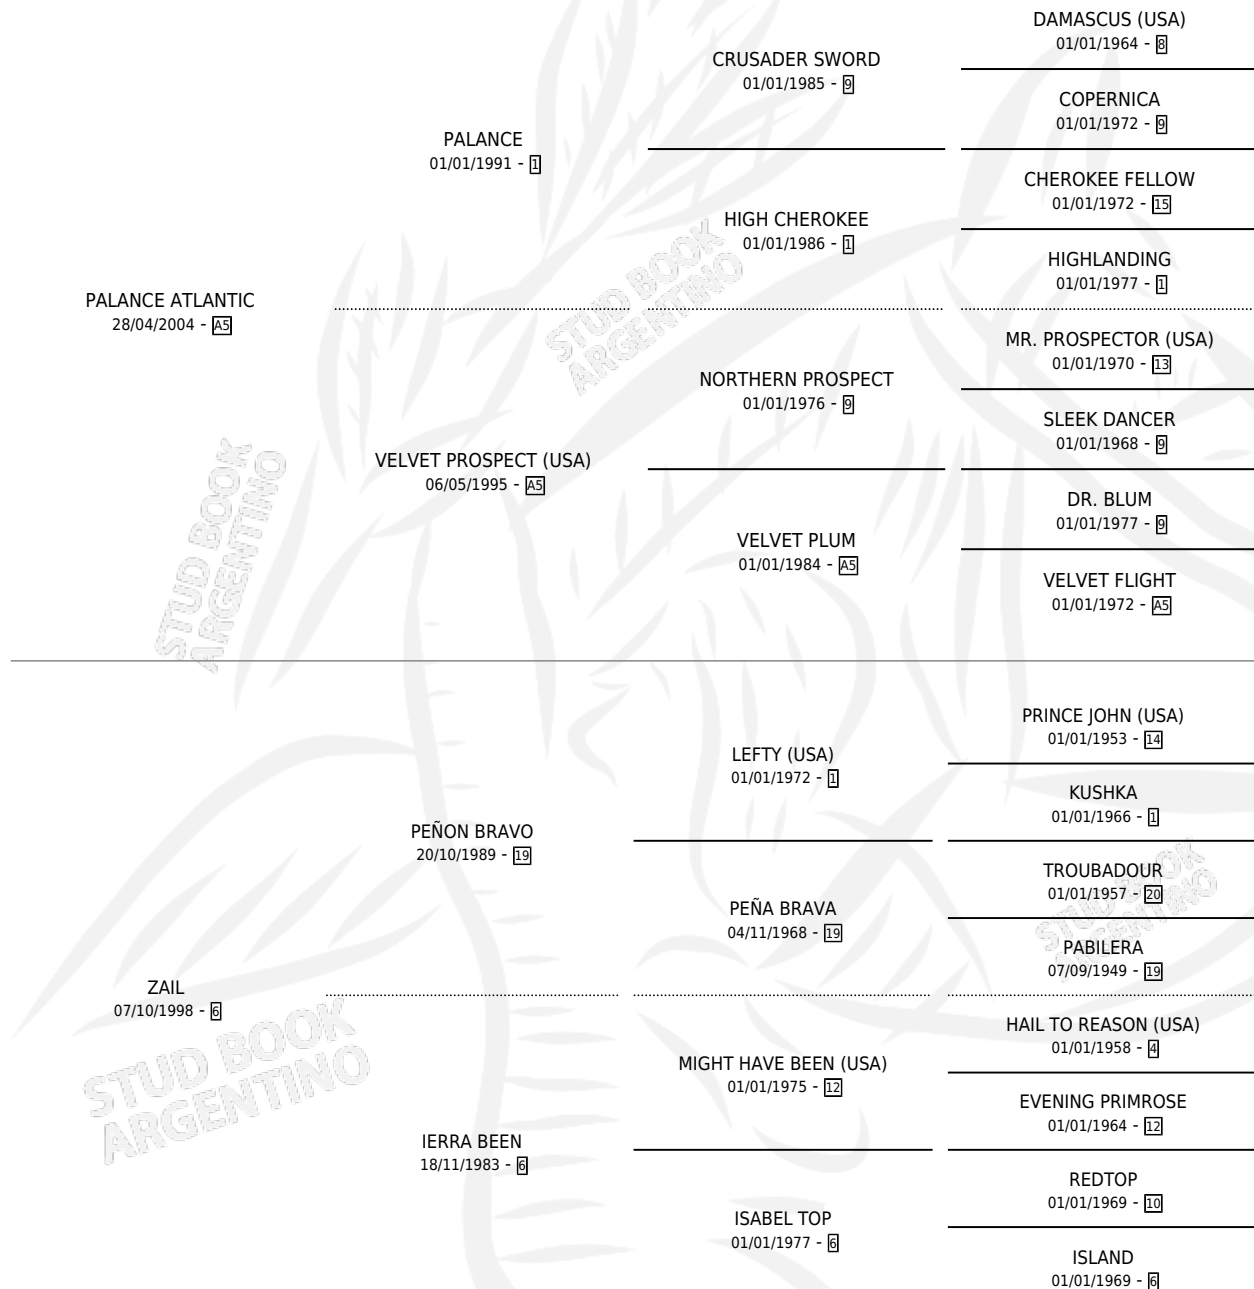 DAMASCUS (USA)
01/01/1964 - 8
CRUSADER SWORD
01/01/1985 - 9
COPERNICA
01/01/1972 - 9
PALANCE
01/01/1991 - 1
CHEROKEE FELLOW
01/01/1972 - 15
HIGH CHEROKEE
01/01/1986 - 1
HIGHLANDING
01/01/1977 - 1
PALANCE ATLANTIC
28/04/2004 - A5
MR. PROSPECTOR (USA)
01/01/1970 - 13
NORTHERN PROSPECT
01/01/1976 - 9
SLEEK DANCER
01/01/1968 - 9
VELVET PROSPECT (USA)
06/05/1995 - A5
DR. BLUM
01/01/1977 - 9
VELVET PLUM
01/01/1984 - A5
VELVET FLIGHT
01/01/1972 - A5
STUD BOOK
ARGENTINO
STUD BOOK
ARGENTINO
PRINCE JOHN (USA)
01/01/1953 - 14
LEFTY (USA)
01/01/1972 - 1
KUSHKA
01/01/1966 - 1
PEÑON BRAVO
20/10/1989 - 19
TROUBADOUR
01/01/1957 - 20
PEÑA BRAVA
04/11/1968 - 19
PABILERA
07/09/1949 - 19
STUD BOOK
ARGENTINO
ZAIL
07/10/1998 - 6
HAIL TO REASON (USA)
01/01/1958 - 4
MIGHT HAVE BEEN (USA)
01/01/1975 - 12
EVENING PRIMROSE
01/01/1964 - 12
IERRA BEEN
18/11/1983 - 6
REDTOP
01/01/1969 - 10
ISABEL TOP
01/01/1977 - 6
ISLAND
01/01/1969 - 6
STUD BOOK
ARGENTINO